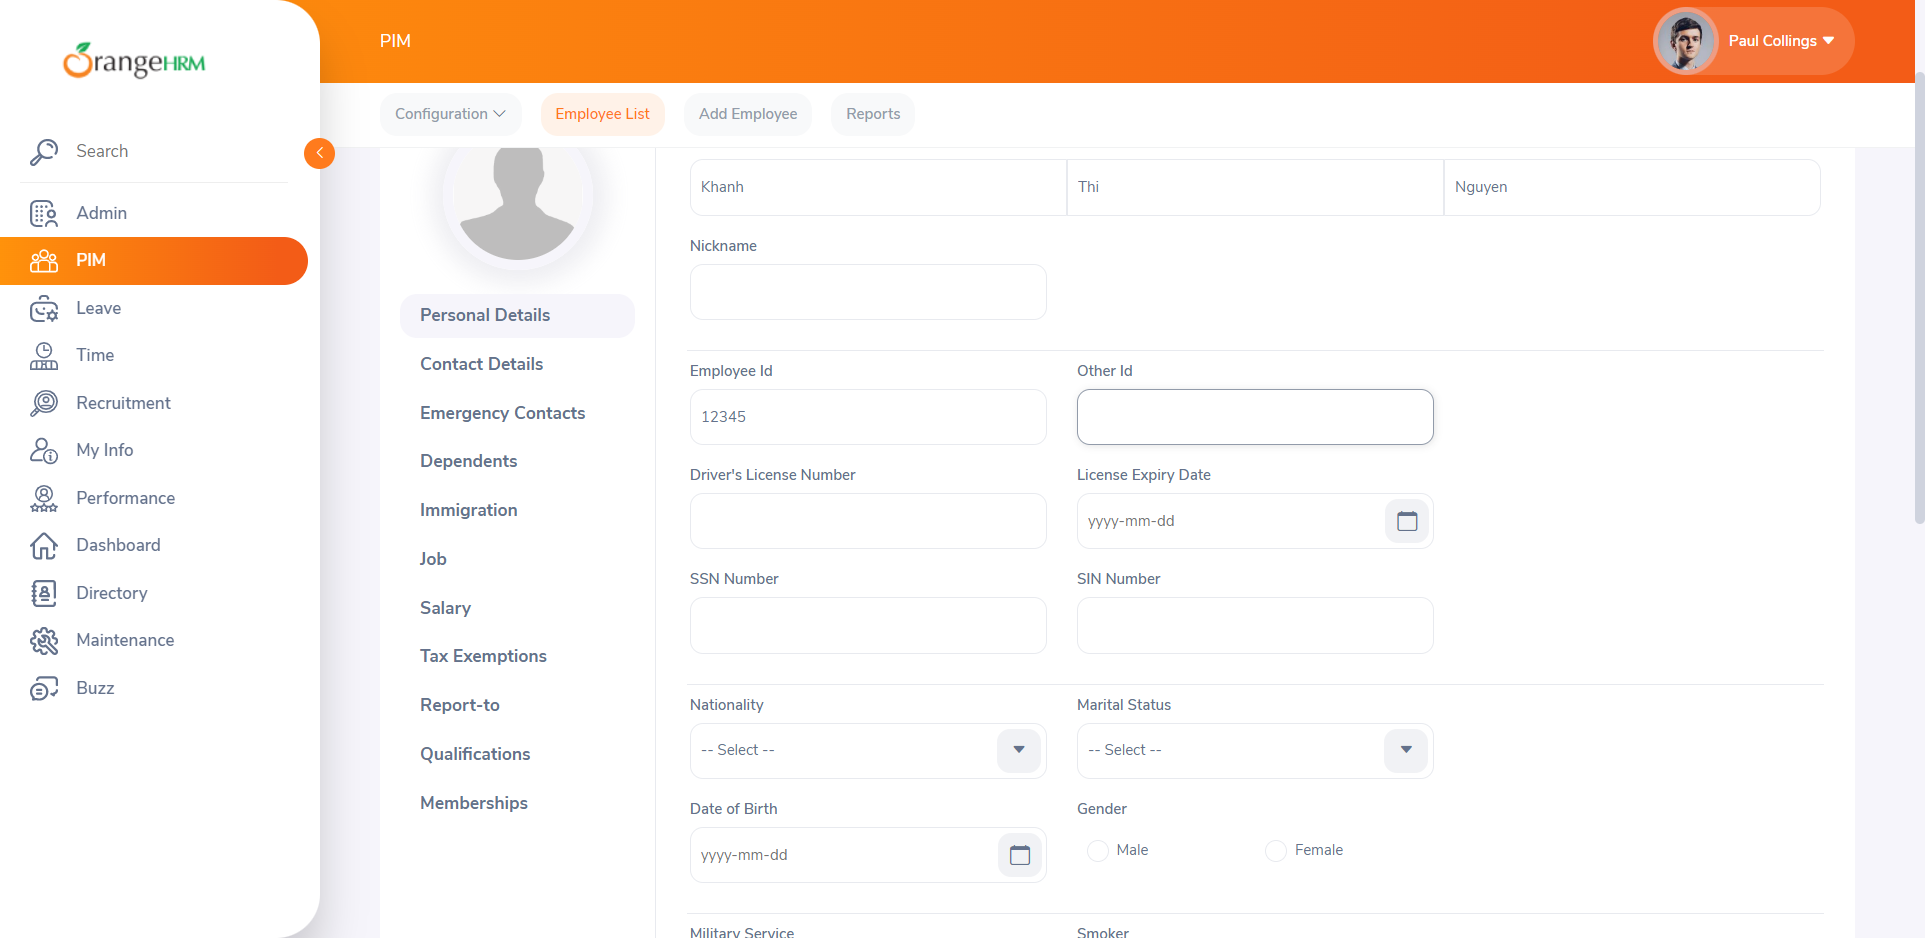 OrangeHRM
Search
Admin
PIM
Leave
Time
Recruitment
My Info
Performance
Dashboard
Directory
Maintenance
Buzz
PIM
Paul Collings
Configuration
Employee List
Add Employee
Reports
Personal Details
Contact Details
Emergency Contacts
Dependents
Immigration
Job
Salary
Tax Exemptions
Report-to
Qualifications
Memberships
Khanh Thi Nguyen
Nickname
Employee Id Other Id
12345
Driver's License Number License Expiry Date
yyyy-mm-dd
SSN Number SIN Number
Nationality Marital Status
-- Select -- -- Select --
Date of Birth Gender
yyyy-mm-dd Male Female
Military Service Smoker